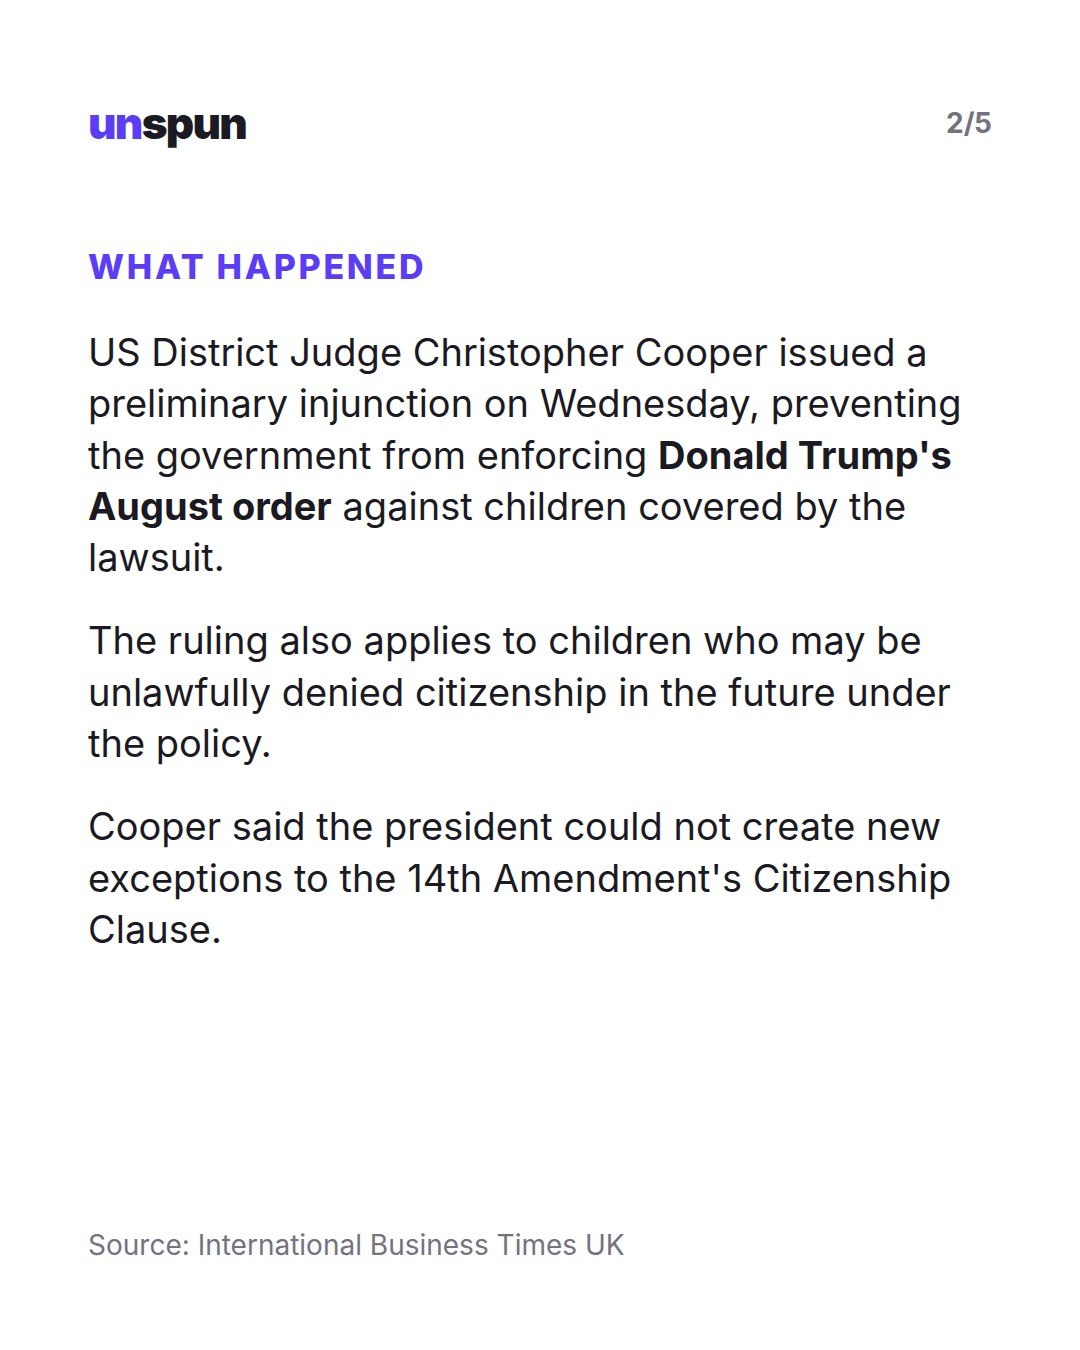 unspun
2/5
WHAT HAPPENED
US District Judge Christopher Cooper issued a
preliminary injunction on Wednesday, preventing
the government from enforcing Donald Trump's
August order against children covered by the
lawsuit.
The ruling also applies to children who may be
unlawfully denied citizenship in the future under
the policy.
Cooper said the president could not create new
exceptions to the 14th Amendment's Citizenship
Clause.
Source: International Business Times UK